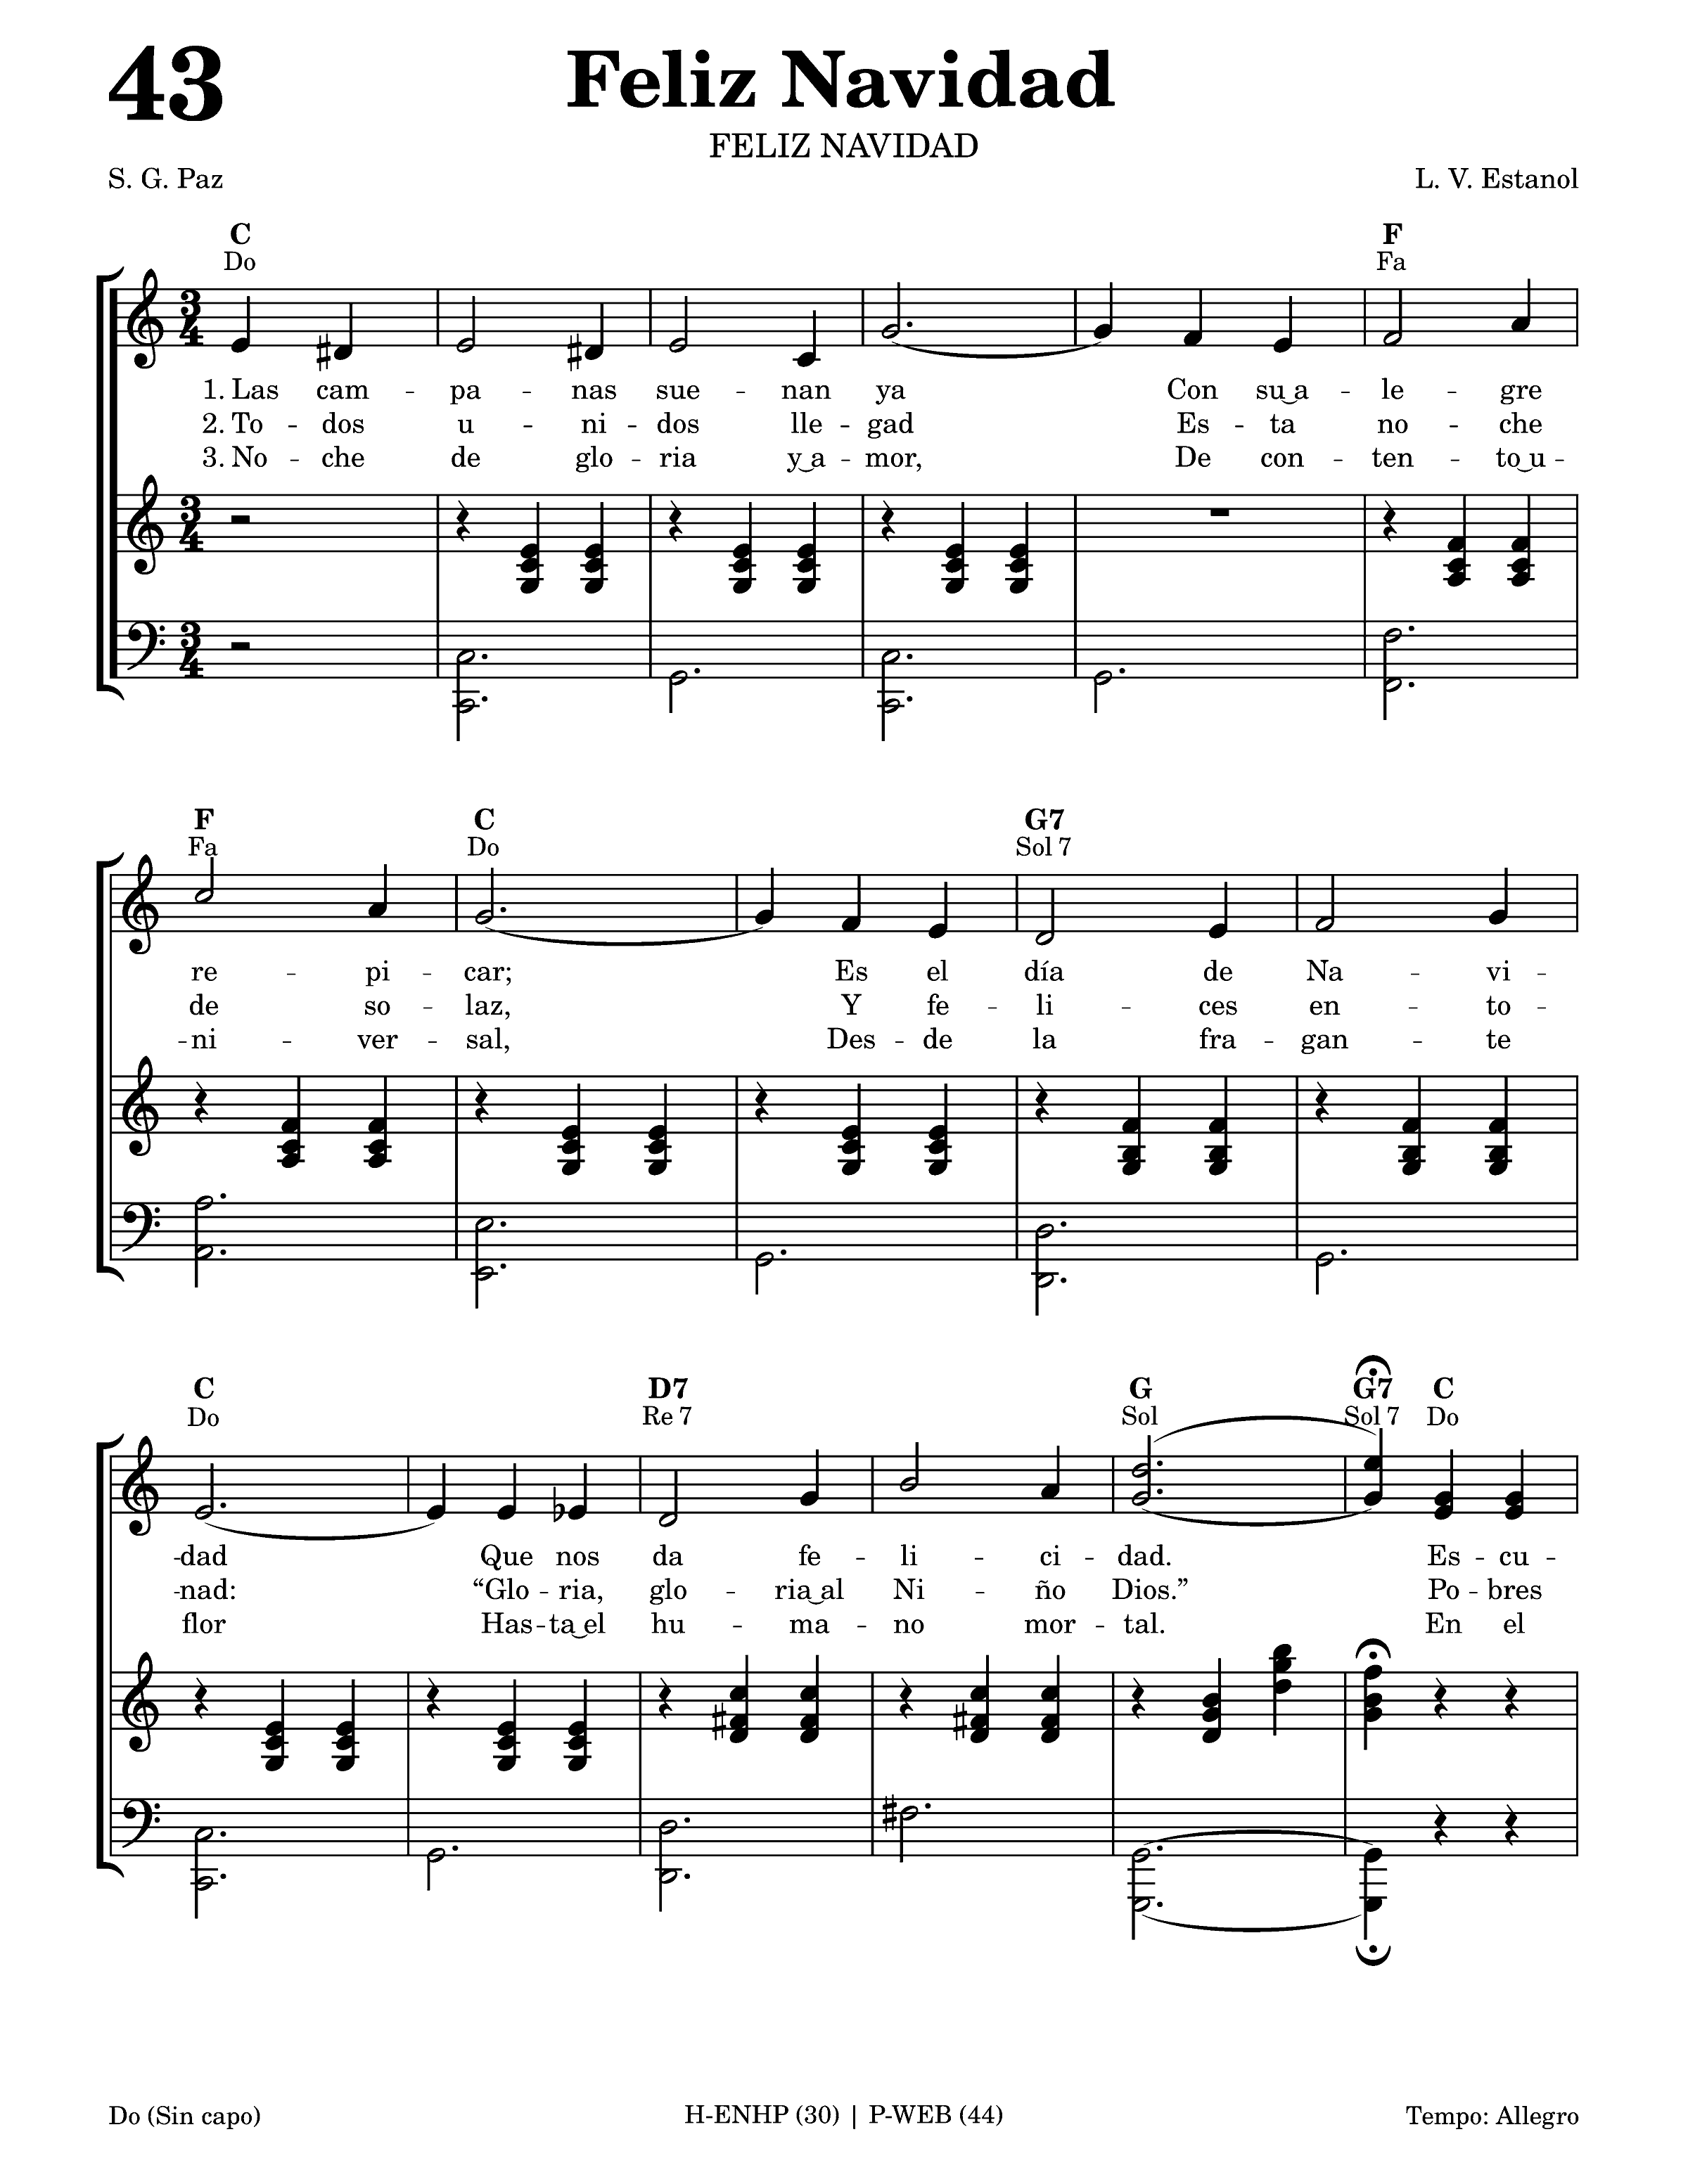 43 Feliz Navidad
FELIZ NAVIDAD
S. G. Paz L. V. Estanol
C F
Do Fa
1. Las cam - pa - nas sue - nan ya Con su‿a - le - gre
2. To - dos u - ni - dos lle - gad Es - ta no - che
3. No - che de glo - ria y‿a - mor, De con - ten - to‿u -
F C G7
Fa Do Sol 7
re - pi - car; Es el día de Na - vi -
de so - laz, Y fe - li - ces en - to -
- ni - ver - sal, Des - de la fra - gan - te
C D7 G G7 C
Do Re 7 Sol Sol 7 Do
- dad Que nos da fe - li - ci - dad. Es - cu -
- nad: “Glo - ria, glo - ria‿al Ni - ño Dios.” Po - bres
flor Has - ta‿el hu - ma - no mor - tal. En el
Do (Sin capo) H-ENHP (30) | P-WEB (44) Tempo: Allegro